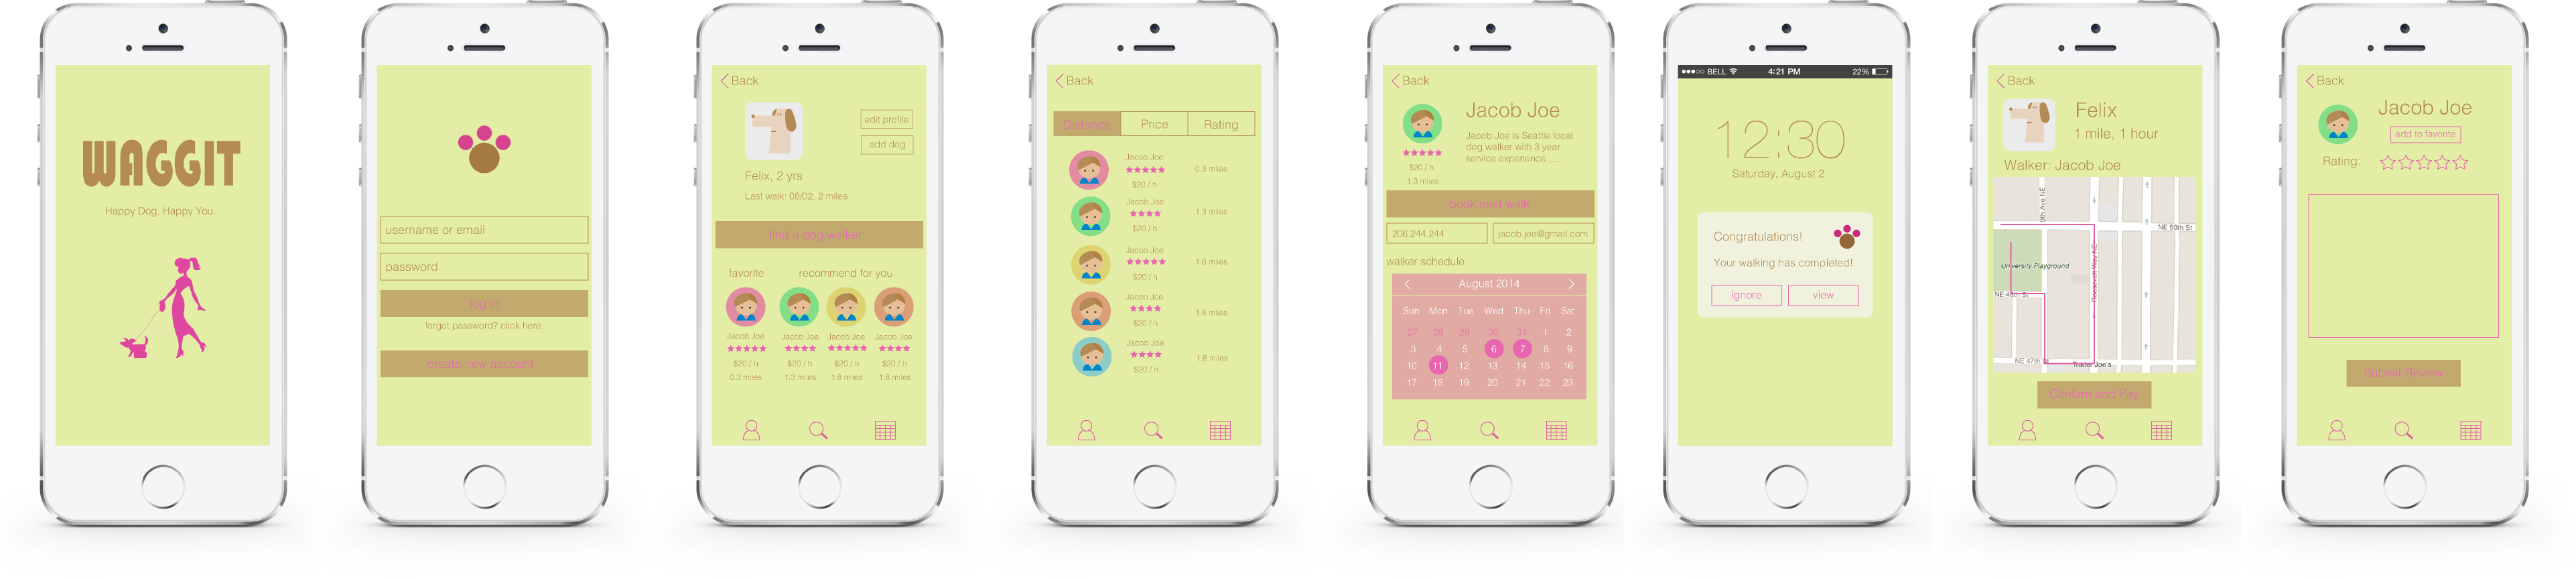 WAGGIT
Happy Dog. Happy You.
username or email
password
log in
forgot password? click here.
create new account
Back
edit profile
add dog
Felix, 2 yrs
Last walk: 08/02. 2 miles
find a dog walker
favorite recommend for you
Jacob Joe Jacob Joe Jacob Joe Jacob Joe
$20 / h $20 / h $20 / h $20 / h
0.3 miles 1.3 miles 1.8 miles 1.8 miles
Back
Distance Price Rating
Jacob Joe
0.3 miles
$20 / h
Jacob Joe
1.3 miles
$20 / h
Jacob Joe
1.8 miles
$20 / h
Jacob Joe
1.8 miles
$20 / h
Jacob Joe
1.8 miles
$20 / h
Back
Jacob Joe
Jacob Joe is Seattle local
dog walker with 3 year
service experience.......
$20 / h
1.3 miles
book next walk
206.244.244 jacob.joe@gmail.com
walker schedule
August 2014
Sun Mon Tue Wed Thu Fri Sat
27 28 29 30 31 1 2
3 4 5 6 7 8 9
10 11 12 13 14 15 16
17 18 19 20 21 22 23
BELL 4:21 PM 22%
12:30
Saturday, August 2
Congratulations!
Your walking has completed!
ignore view
Back
Felix
1 mile, 1 hour
Walker: Jacob Joe
9th Ave NE
NE 50th St
Roosevelt Way NE
University Playground
NE 48th St
NE 47th St
Trader Joe's
Confirm and Pay
Back
Jacob Joe
add to favorite
Rating:
Submit Review